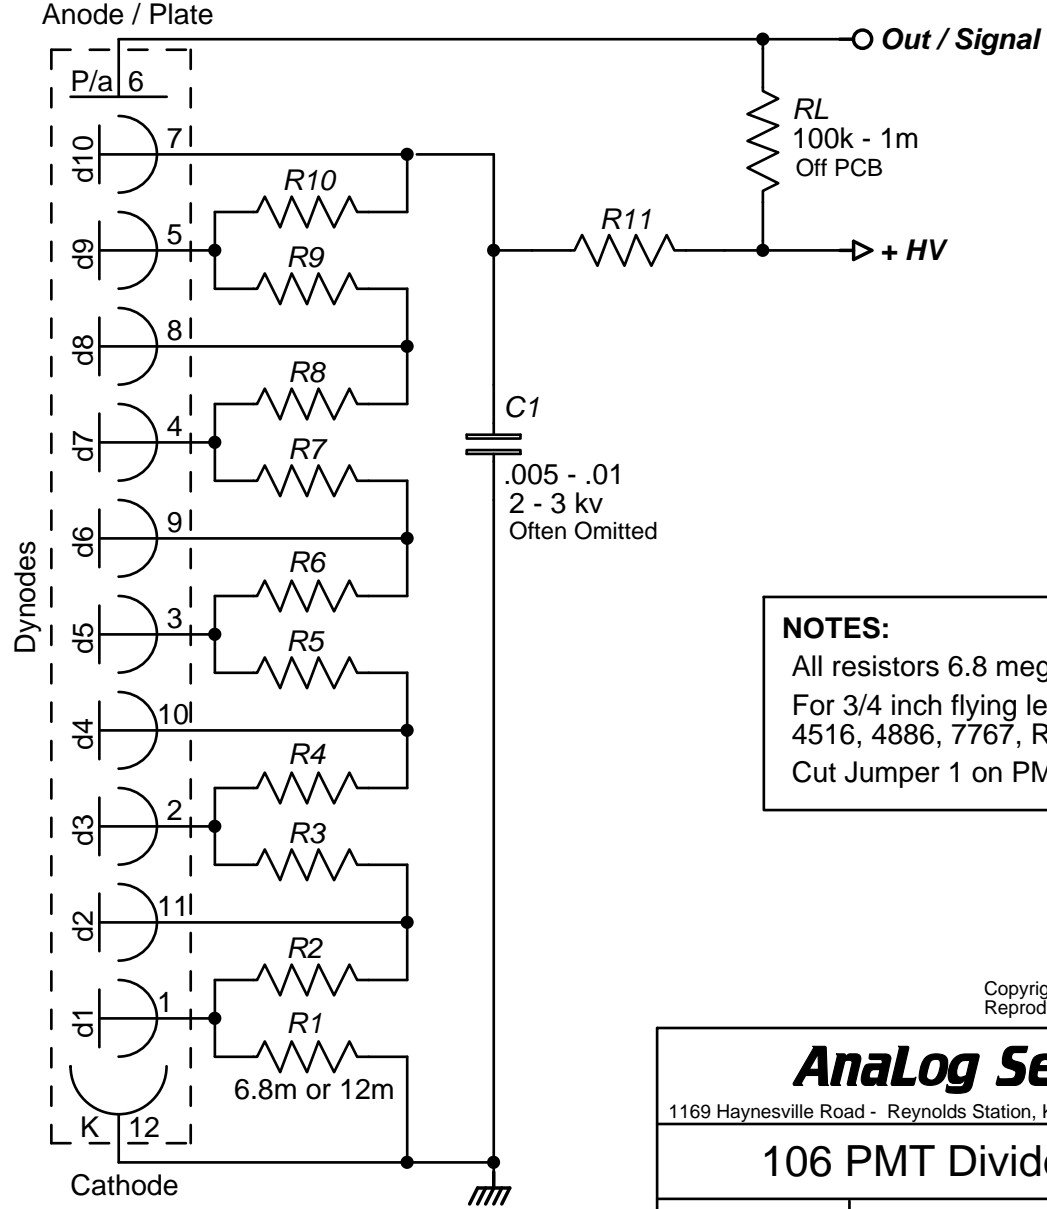 Anode / Plate
Out / Signal
P/a 6
RL
100k - 1m
Off PCB
d10 7
R10
R11
d9 5
+ HV
R9
d8 8
R8
C1
d7 4
R7
.005 - .01
2 - 3 kv
Often Omitted
d6 9
Dynodes
R6
d5 3
R5
NOTES:
All resistors 6.8 meg
For 3/4 inch flying le
4516, 4886, 7767, R
Cut Jumper 1 on PM
d4 10
R4
d3 2
R3
d2 11
R2
Copyrig
Reprod
d1 1
R1
6.8m or 12m
AnaLog Se
1169 Haynesville Road - Reynolds Station, K
K 12
106 PMT Divide
Cathode